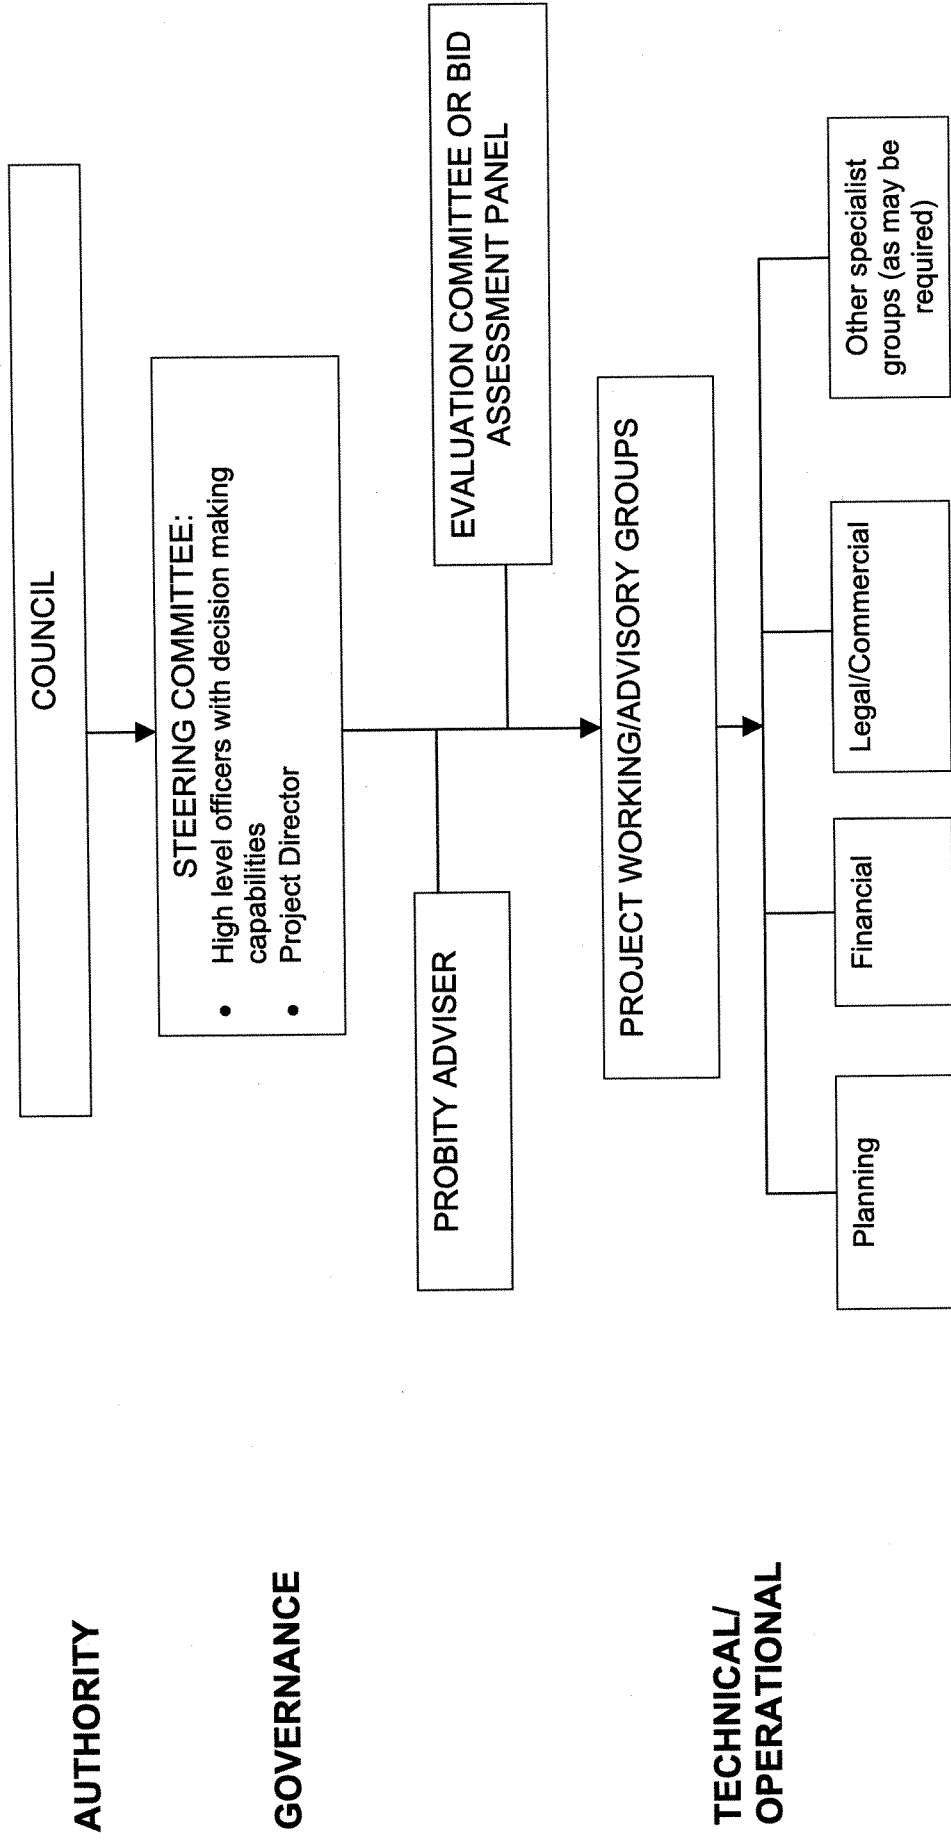 AUTHORITY
COUNCIL
GOVERNANCE
STEERING COMMITTEE:
• High level officers with decision making
capabilities
• Project Director
PROBITY ADVISER
EVALUATION COMMITTEE OR BID
ASSESSMENT PANEL
TECHNICAL/
OPERATIONAL
PROJECT WORKING/ADVISORY GROUPS
Planning
Financial
Legal/Commercial
Other specialist
groups (as may be
required)